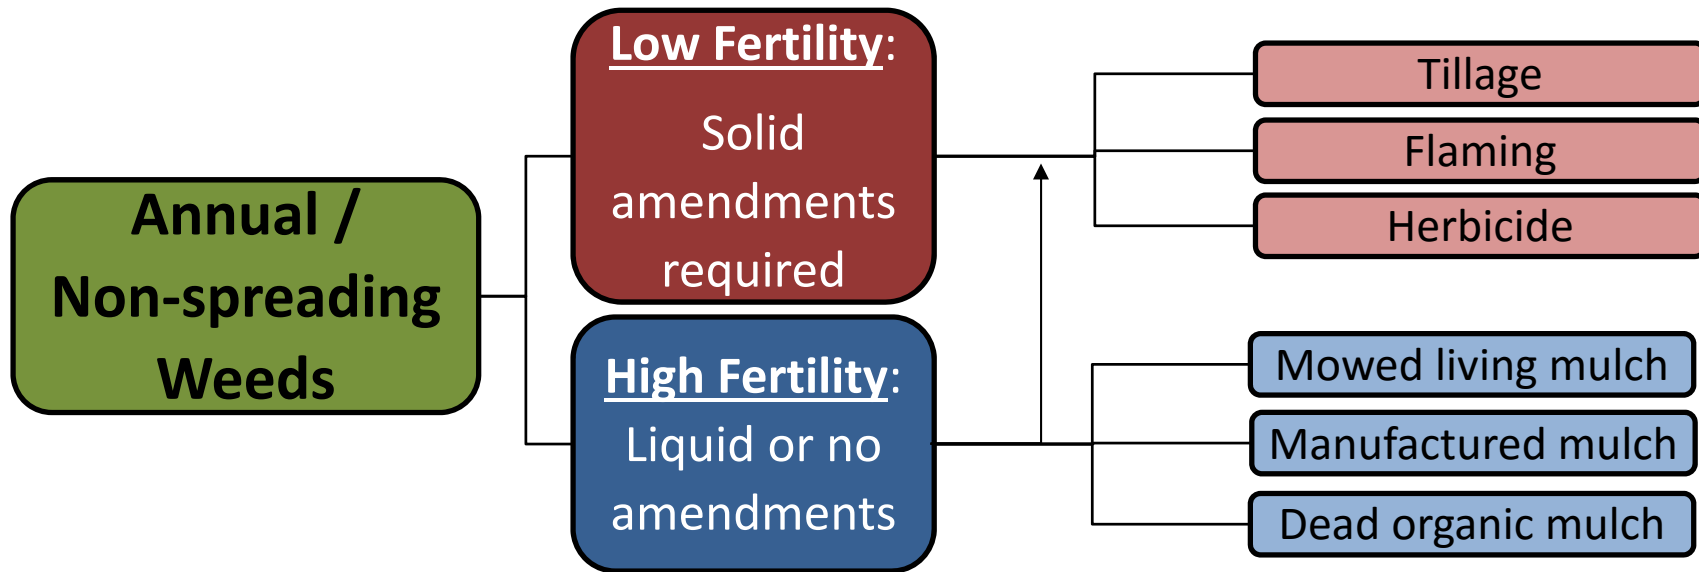 Annual /
Non-spreading
Weeds
Low Fertility:
Solid
amendments
required
High Fertility:
Liquid or no
amendments
Tillage
Flaming
Herbicide
Mowed living mulch
Manufactured mulch
Dead organic mulch